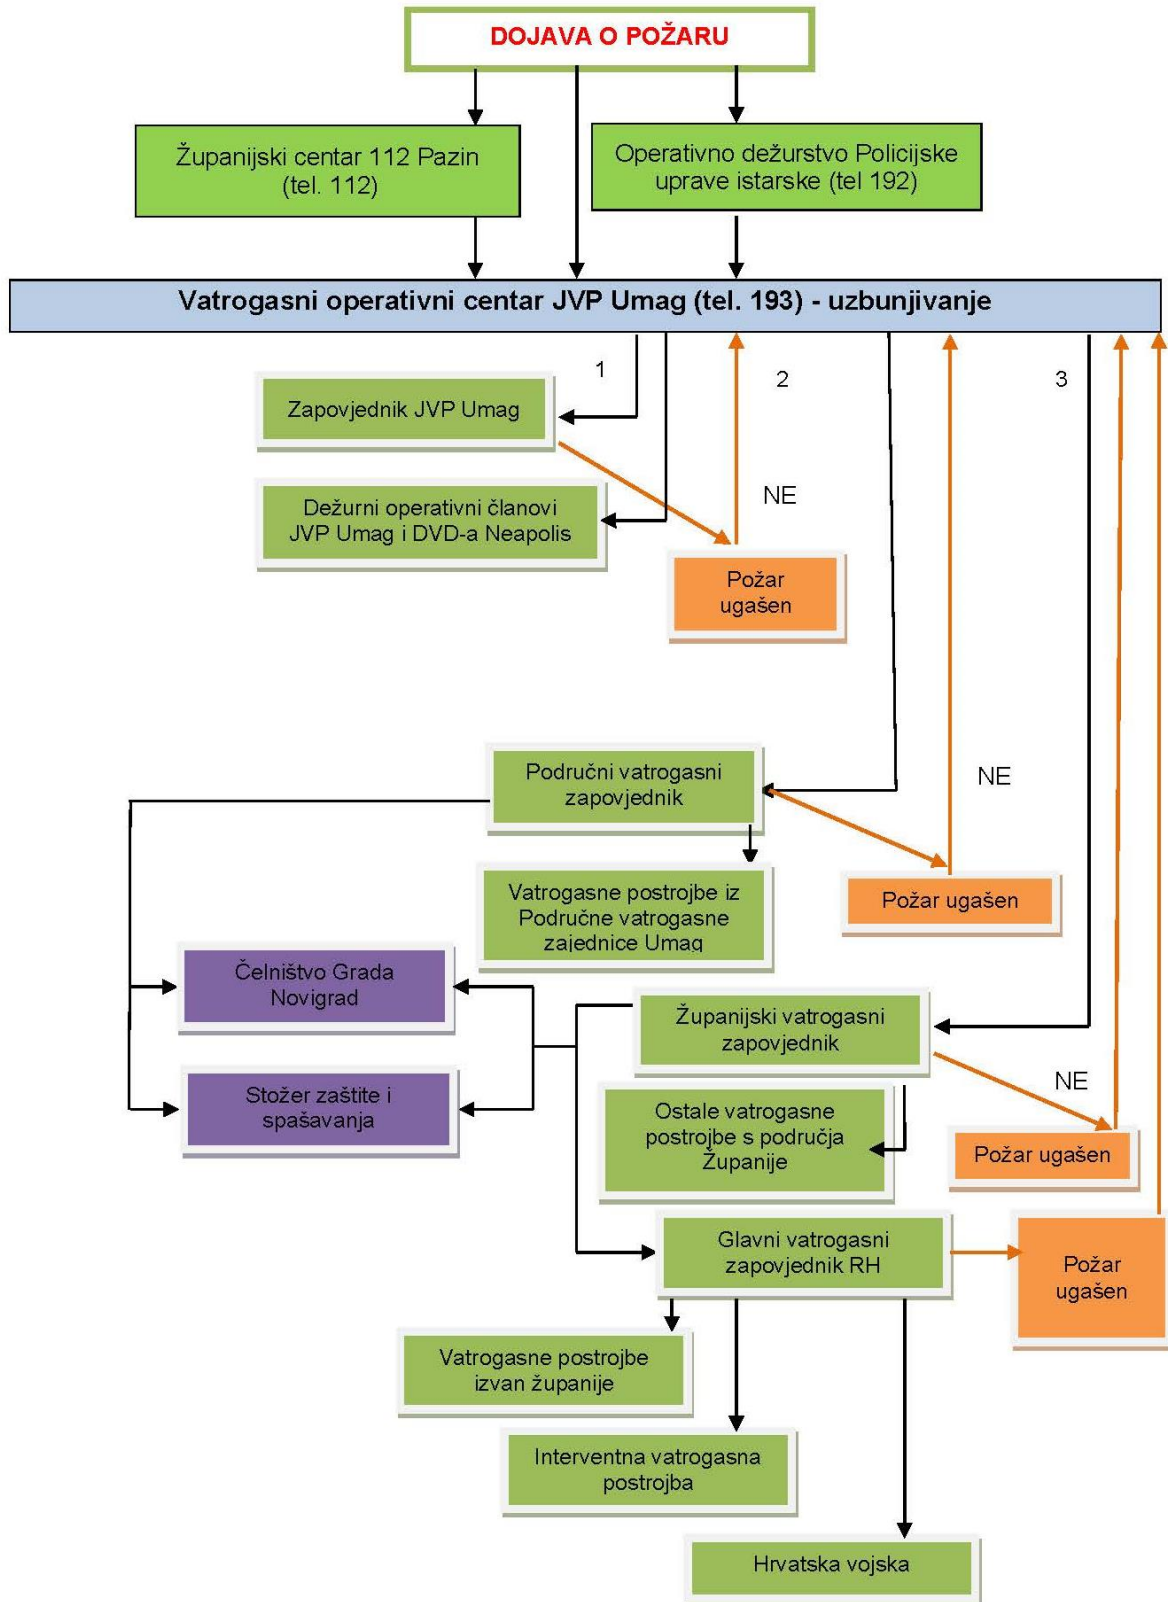 DOJAVA O POŽARU
Županijski centar 112 Pazin
(tel. 112)
Operativno dežurstvo Policijske
uprave istarske (tel 192)
Vatrogasni operativni centar JVP Umag (tel. 193) - uzbunjivanje
1
2
3
Zapovjednik JVP Umag
NE
Dežurni operativni članovi
JVP Umag i DVD-a Neapolis
Požar
ugašen
Područni vatrogasni
zapovjednik
NE
Vatrogasne postrojbe iz
Područne vatrogasne
zajednice Umag
Požar ugašen
Čelništvo Grada
Novigrad
Županijski vatrogasni
zapovjednik
NE
Stožer zaštite i
spašavanja
Ostale vatrogasne
postrojbe s područja
Županije
Požar ugašen
Glavni vatrogasni
zapovjednik RH
Požar
ugašen
Vatrogasne postrojbe
izvan županije
Interventna vatrogasna
postrojba
Hrvatska vojska